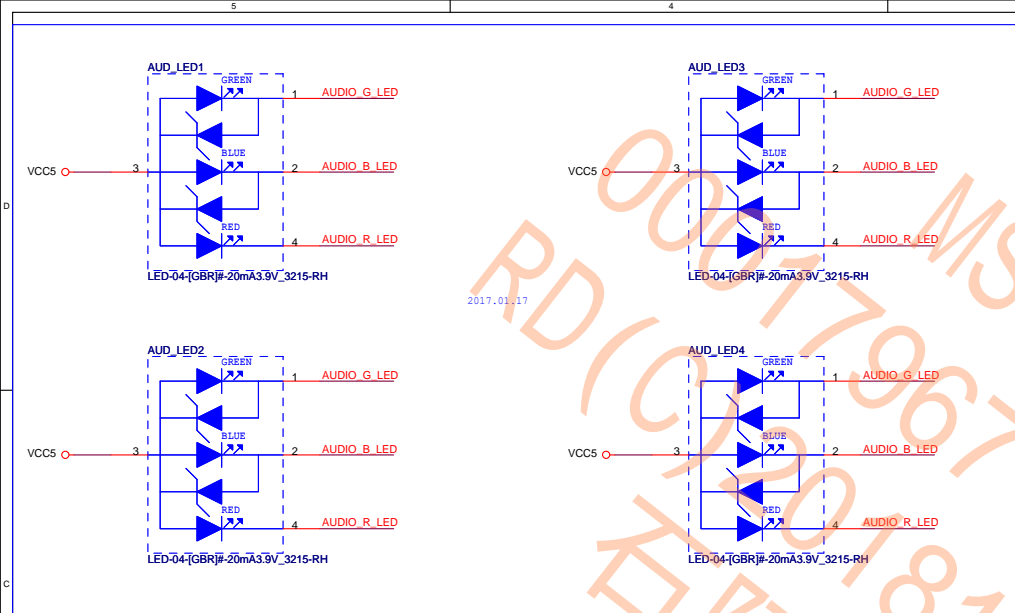 5 4
D
C
AUD_LED1
GREEN
1 AUDIO_G_LED
BLUE
VCC5 3 2 AUDIO_B_LED
RED
4 AUDIO_R_LED
LED-04-[GBR]#-20mA3.9V_3215-RH
AUD_LED3
GREEN
1 AUDIO_G_LED
BLUE
VCC5 3 2 AUDIO_B_LED
RED
4 AUDIO_R_LED
LED-04-[GBR]#-20mA3.9V_3215-RH
2017.01.17
AUD_LED2
GREEN
1 AUDIO_G_LED
BLUE
VCC5 3 2 AUDIO_B_LED
RED
4 AUDIO_R_LED
LED-04-[GBR]#-20mA3.9V_3215-RH
AUD_LED4
GREEN
1 AUDIO_G_LED
BLUE
VCC5 3 2 AUDIO_B_LED
RED
4 AUDIO_R_LED
LED-04-[GBR]#-20mA3.9V_3215-RH
MS
00017967
RD(C)20181